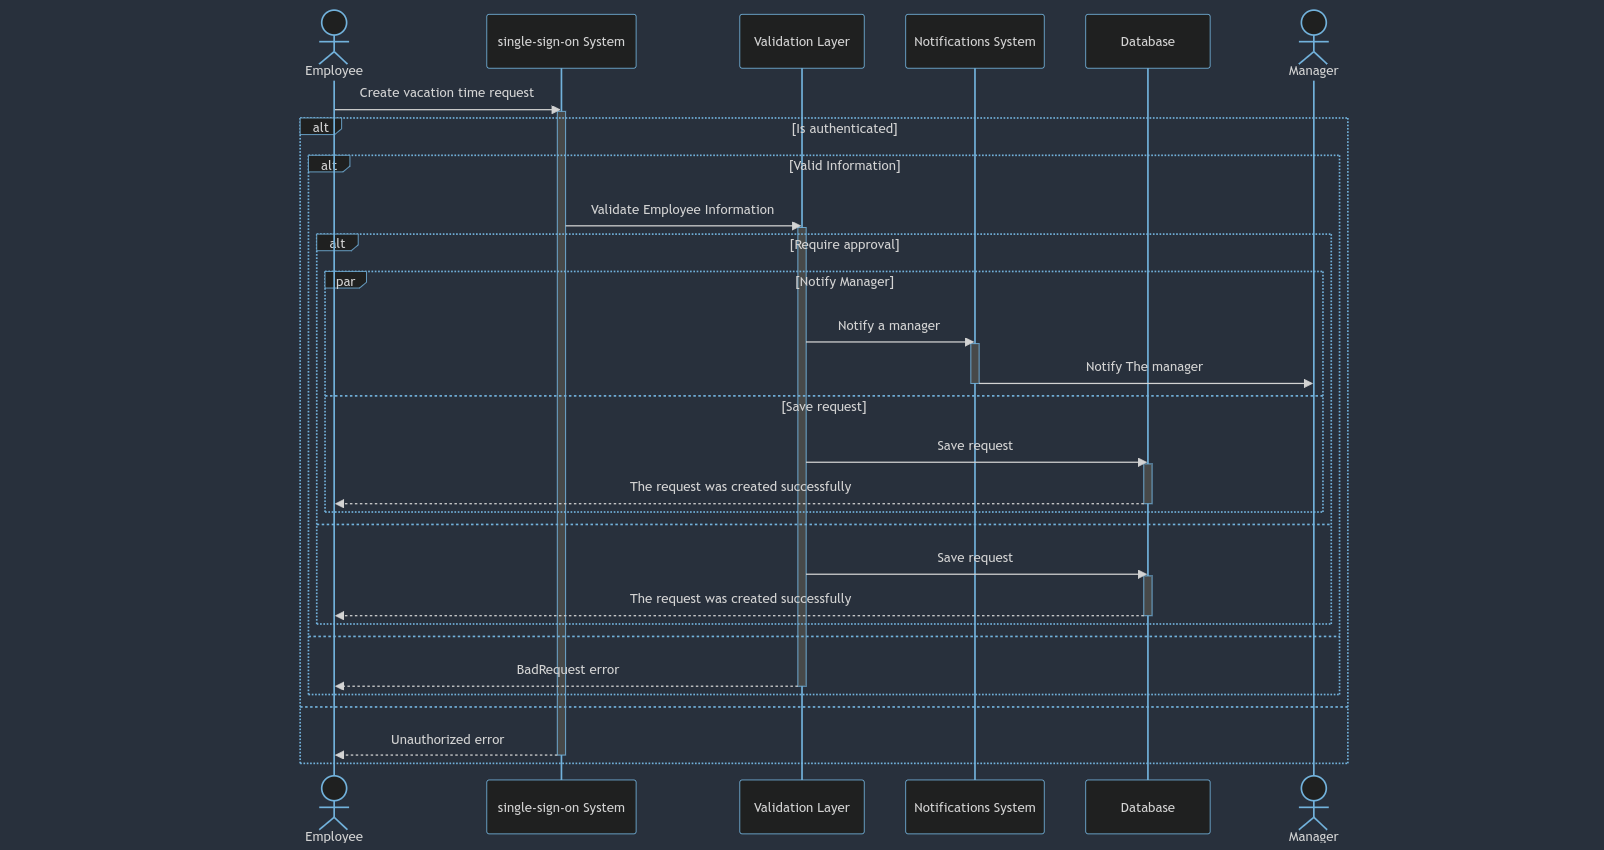 Employee
single-sign-on System
Validation Layer
Notifications System
Database
Manager
Create vacation time request
alt
[Is authenticated]
alt
[Valid Information]
Validate Employee Information
alt
[Require approval]
par
[Notify Manager]
Notify a manager
Notify The manager
[Save request]
Save request
The request was created successfully
Save request
The request was created successfully
BadRequest error
Unauthorized error
Employee
single-sign-on System
Validation Layer
Notifications System
Database
Manager